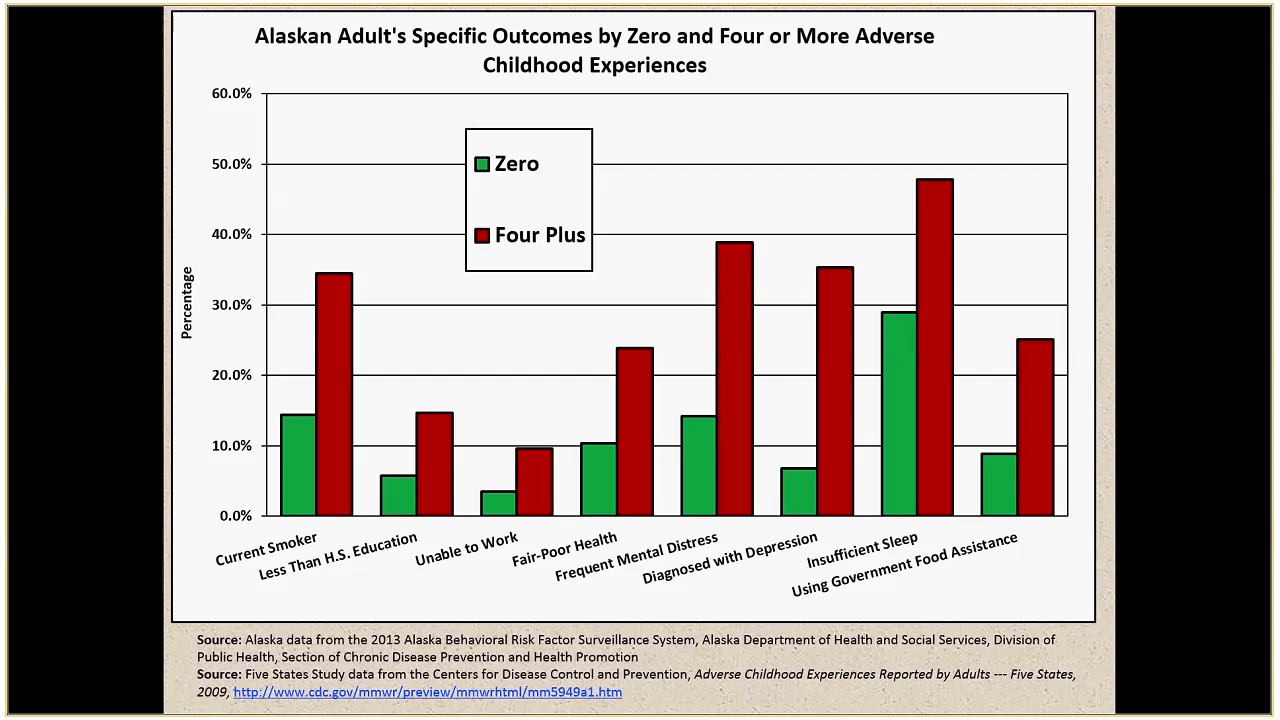 Alaskan Adult's Specific Outcomes by Zero and Four or More Adverse
Childhood Experiences
60.0%
50.0%
40.0%
30.0%
20.0%
10.0%
0.0%
Percentage
Zero
Four Plus
Current Smoker
Less Than H.S. Education
Unable to Work
Fair-Poor Health
Frequent Mental Distress
Diagnosed with Depression
Insufficient Sleep
Using Government Food Assistance
Source: Alaska data from the 2013 Alaska Behavioral Risk Factor Surveillance System, Alaska Department of Health and Social Services, Division of
Public Health, Section of Chronic Disease Prevention and Health Promotion
Source: Five States Study data from the Centers for Disease Control and Prevention, Adverse Childhood Experiences Reported by Adults --- Five States,
2009, http://www.cdc.gov/mmwr/preview/mmwrhtml/mm5949a1.htm